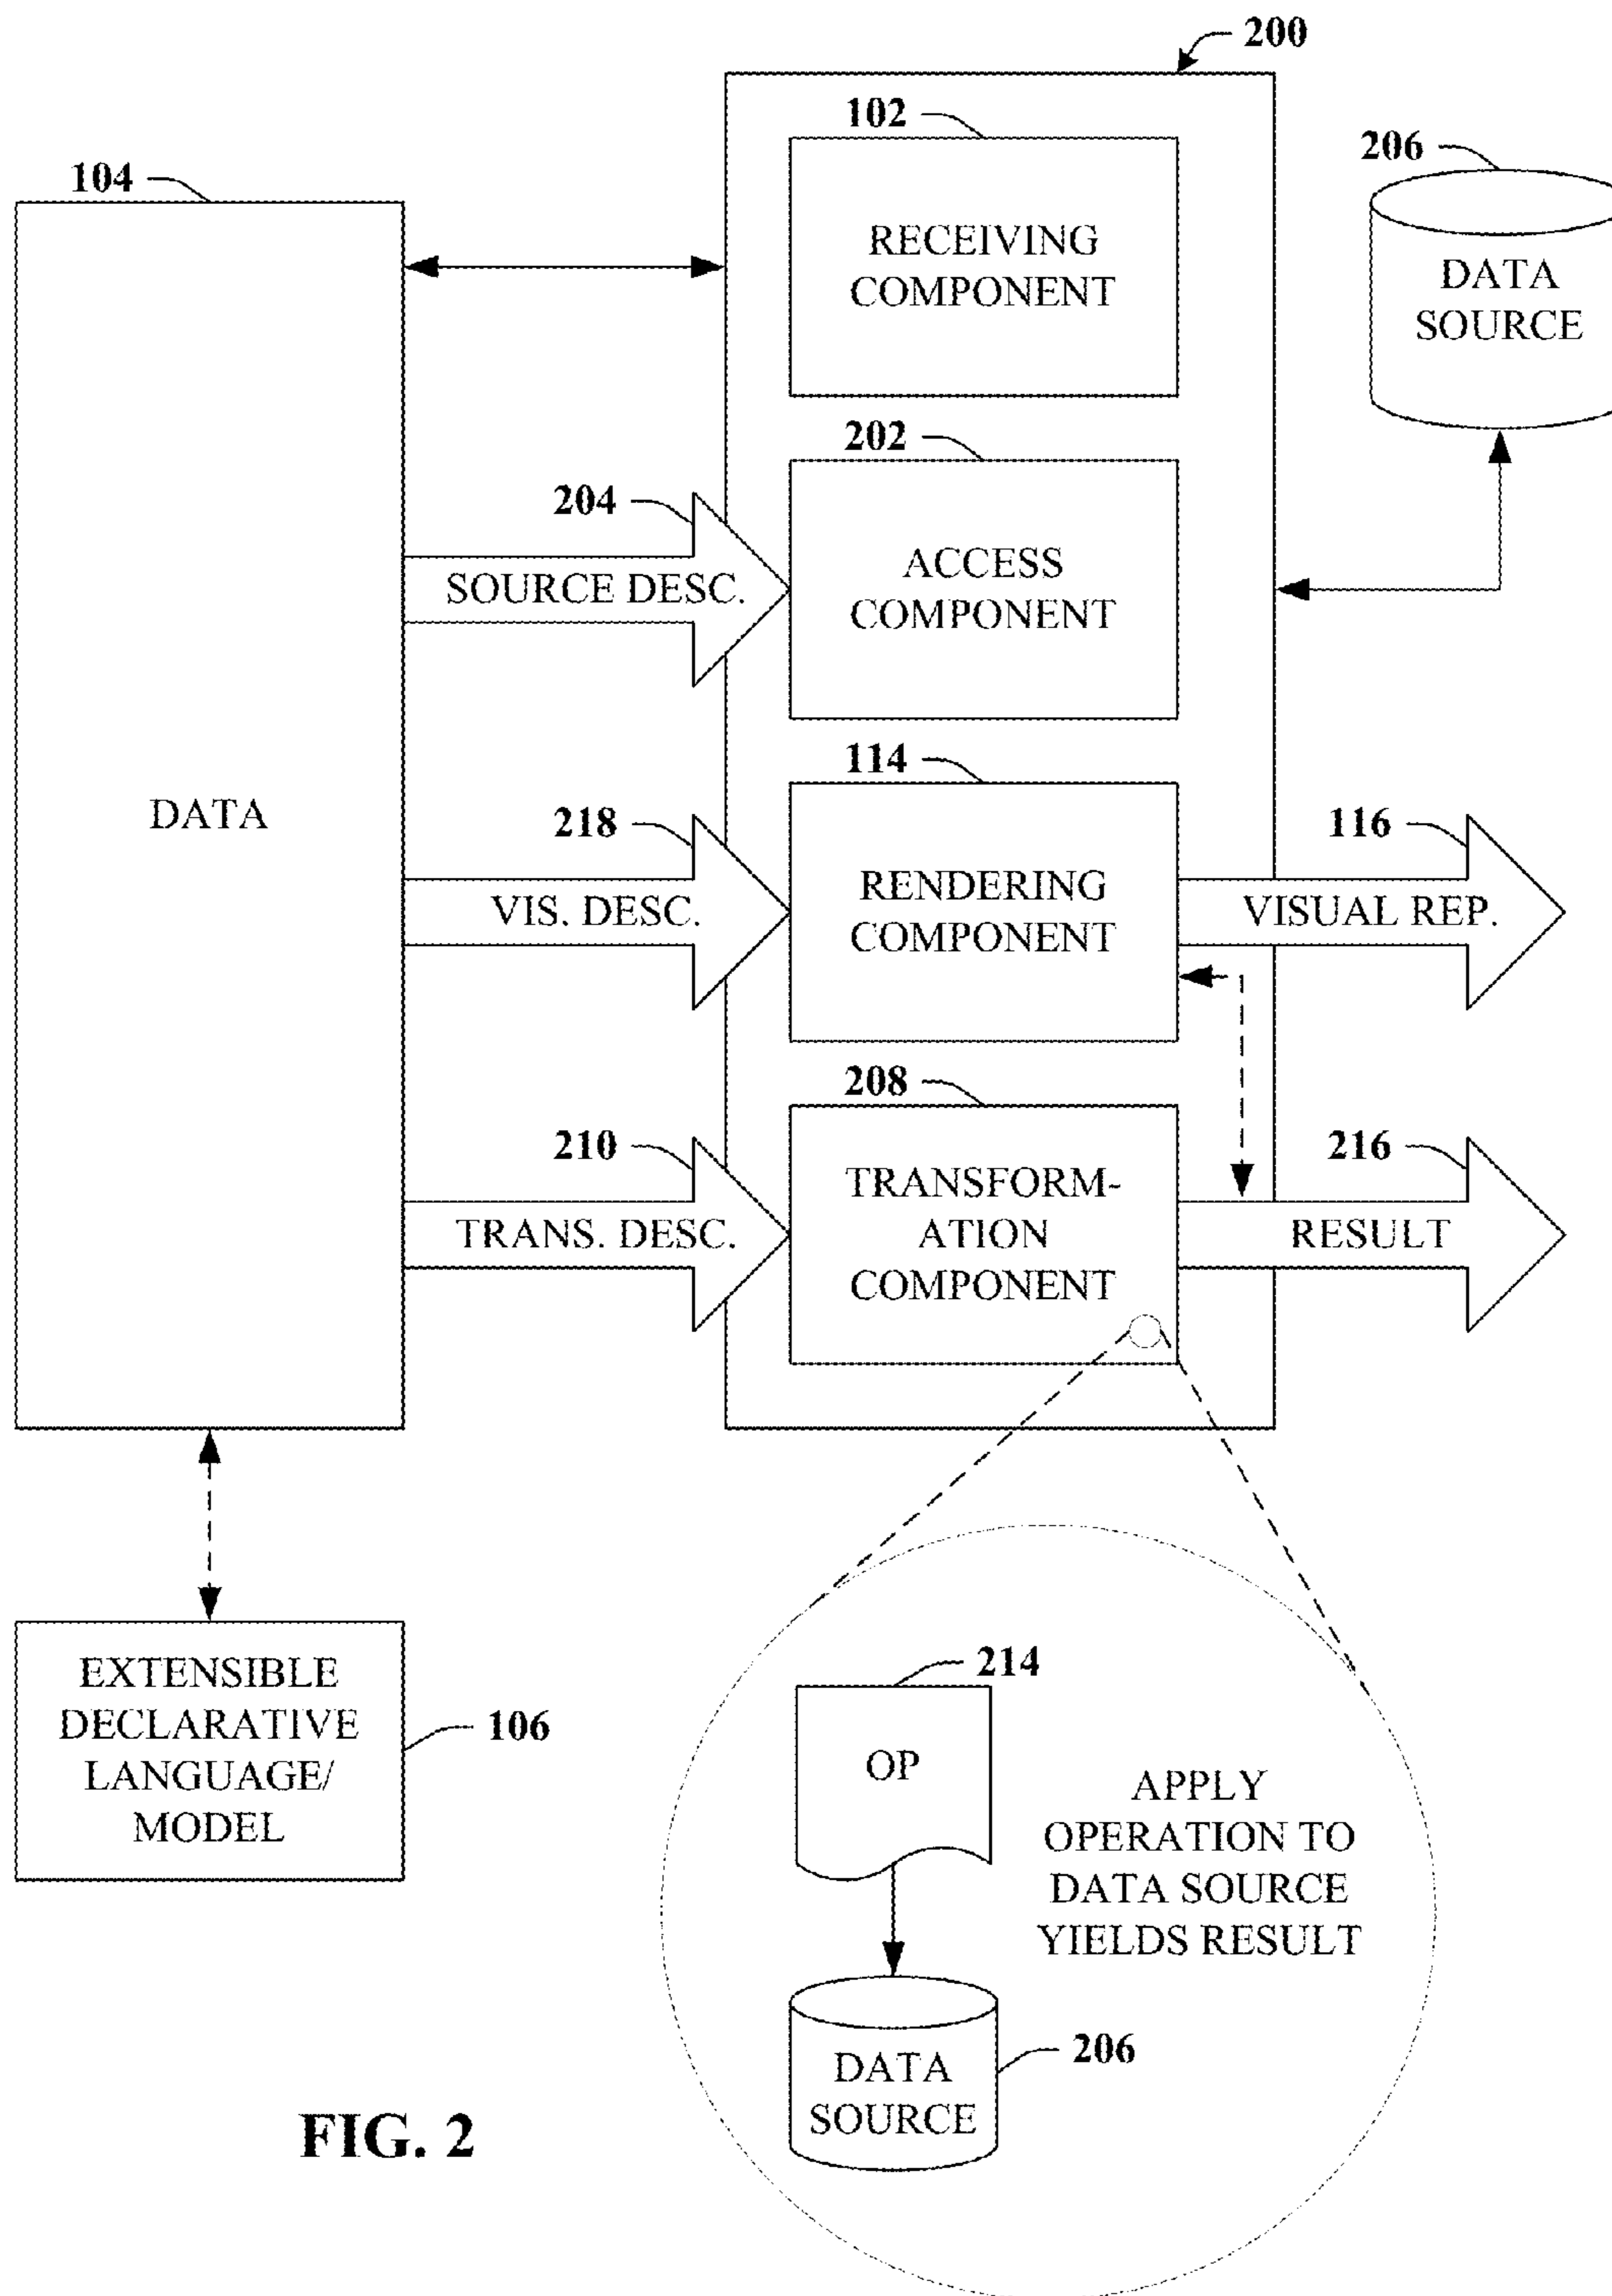 200
102
206
104
RECEIVING
COMPONENT
DATA
SOURCE
202
204
ACCESS
COMPONENT
SOURCE DESC.
114
218
116
DATA
RENDERING
COMPONENT
VIS. DESC.
VISUAL REP.
208
210
216
TRANSFORM-
ATION
COMPONENT
TRANS. DESC.
RESULT
214
EXTENSIBLE
DECLARATIVE
LANGUAGE/
MODEL
106
OP
APPLY
OPERATION TO
DATA SOURCE
YIELDS RESULT
206
DATA
SOURCE
FIG. 2